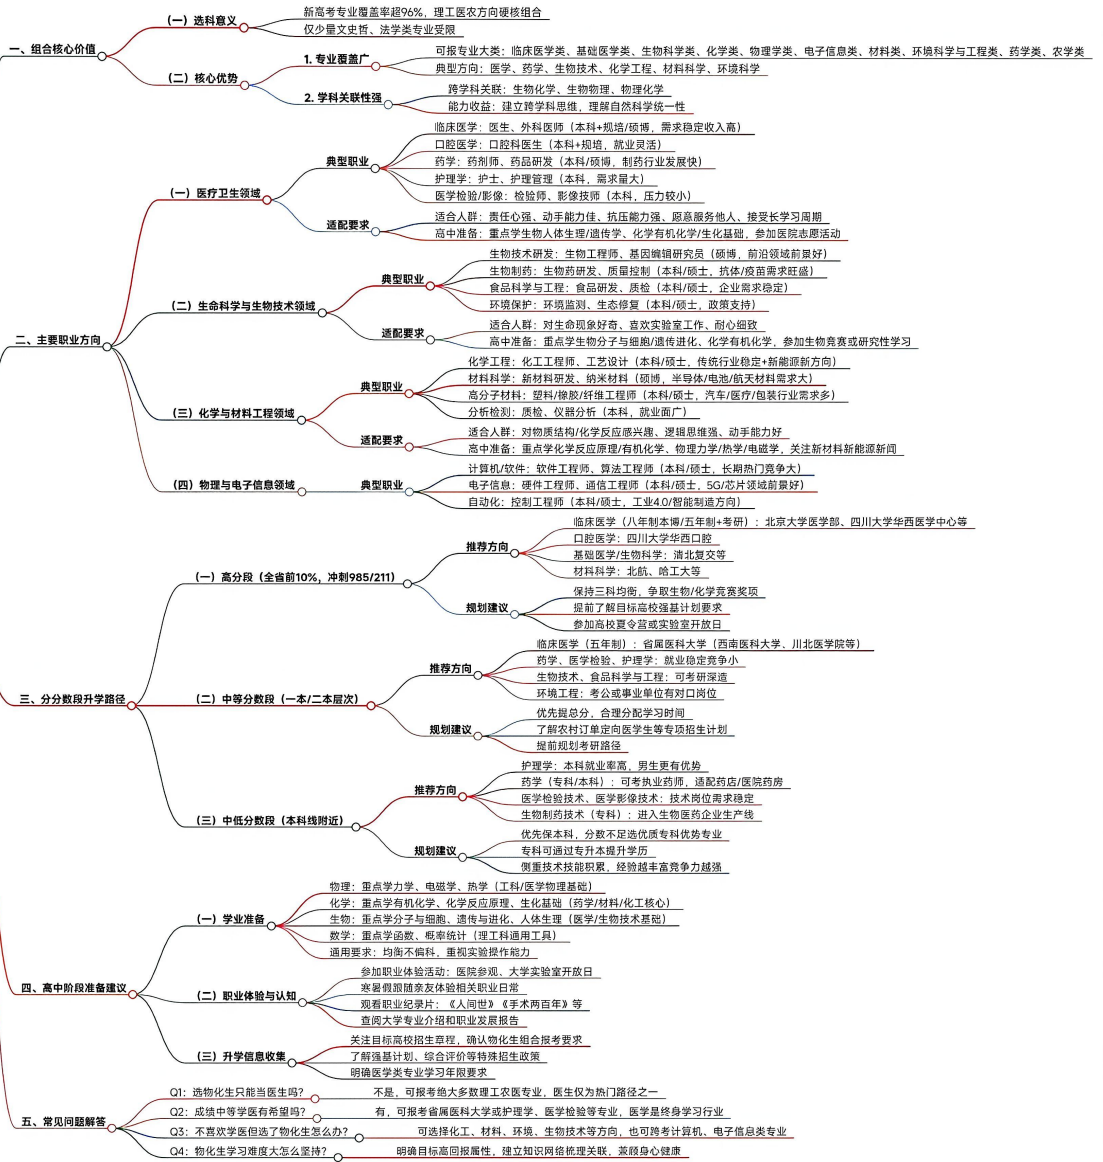 一、组合核心价值
（一）选科意义
新高考专业覆盖率超96%，理工医农方向硬核组合
仅少量文史哲、法学类专业受限
（二）核心优势
1. 专业覆盖广
可报专业大类：临床医学类、基础医学类、生物科学类、化学类、物理学类、电子信息类、材料类、环境科学与工程类、药学类、农学类
典型方向：医学、药学、生物技术、化学工程、材料科学、环境科学
2. 学科关联性强
跨学科关联：生物化学、生物物理、物理化学
能力收益：建立跨学科思维，理解自然科学统一性
二、主要职业方向
（一）医疗卫生领域
典型职业
临床医学：医生、外科医师（本科+规培/硕博，需求稳定收入高）
口腔医学：口腔科医生（本科+规培，就业灵活）
药学：药剂师、药品研发（本科/硕博，制药行业发展快）
护理学：护士、护理管理（本科，需求量大）
医学检验/影像：检验师、影像技师（本科，压力较小）
适配要求
适合人群：责任心强、动手能力佳、抗压能力强、愿意服务他人、接受长学习周期
高中准备：重点学生物人体生理/遗传学、化学有机化学/生化基础，参加医院志愿活动
（二）生命科学与生物技术领域
典型职业
生物技术研发：生物工程师、基因编辑研究员（硕博，前沿领域前景好）
生物制药：生物药研发、质量控制（本科/硕士，抗体/疫苗需求旺盛）
食品科学与工程：食品研发、质检（本科/硕士，企业需求稳定）
环境保护：环境监测、生态修复（本科/硕士，政策支持）
适配要求
适合人群：对生命现象好奇、喜欢实验室工作、耐心细致
高中准备：重点学生物分子与细胞/遗传进化、化学有机化学，参加生物竞赛或研究性学习
（三）化学与材料工程领域
典型职业
化学工程：化工工程师、工艺设计（本科/硕士，传统行业稳定+新能源新方向）
材料科学：新材料研发、纳米材料（硕博，半导体/电池/航天材料需求大）
高分子材料：塑料/橡胶/纤维工程师（本科/硕士，汽车/医疗/包装行业需求多）
分析检测：质检、仪器分析（本科，就业面广）
适配要求
适合人群：对物质结构/化学反应感兴趣、逻辑思维强、动手能力好
高中准备：重点学化学反应原理/有机化学、物理力学/热学/电磁学，关注新材料新能源新闻
（四）物理与电子信息领域
典型职业
计算机/软件：软件工程师、算法工程师（本科/硕士，长期热门竞争大）
电子信息：硬件工程师、通信工程师（本科/硕士，5G/芯片领域前景好）
自动化：控制工程师（本科/硕士，工业4.0/智能制造方向）
三、分分数段升学路径
（一）高分段（全省前10%，冲刺985/211）
推荐方向
临床医学（八年制本博/五年制+考研）：北京大学医学部、四川大学华西医学中心等
口腔医学：四川大学华西口腔
基础医学/生物科学：清北复交等
材料科学：北航、哈工大等
规划建议
保持三科均衡，争取生物/化学竞赛奖项
提前了解目标高校强基计划要求
参加高校夏令营或实验室开放日
（二）中等分数段（一本/二本层次）
推荐方向
临床医学（五年制）：省属医科大学（西南医科大学、川北医学院等）
药学、医学检验、护理学：就业稳定竞争小
生物技术、食品科学与工程：可考研深造
环境工程：考公或事业单位有对口岗位
规划建议
优先提总分，合理分配学习时间
了解农村订单定向医学生等专项招生计划
提前规划考研路径
（三）中低分数段（本科线附近）
推荐方向
护理学：本科就业率高，男生更有优势
药学（专科/本科）：可考执业药师，适配药店/医院药房
医学检验技术、医学影像技术：技术岗位需求稳定
生物制药技术（专科）：进入生物医药企业生产线
规划建议
优先保本科，分数不足选优质专科优势专业
专科可通过专升本提升学历
侧重技术技能积累，经验越丰富竞争力越强
四、高中阶段准备建议
（一）学业准备
物理：重点学力学、电磁学、热学（工科/医学物理基础）
化学：重点学有机化学、化学反应原理、生化基础（药学/材料/化工核心）
生物：重点学分子与细胞、遗传与进化、人体生理（医学/生物技术基础）
数学：重点学函数、概率统计（理工科通用工具）
通用要求：均衡不偏科，重视实验操作能力
（二）职业体验与认知
参加职业体验活动：医院参观、大学实验室开放日
寒暑假跟随亲友体验相关职业日常
观看职业纪录片：《人间世》《手术两百年》等
查阅大学专业介绍和职业发展报告
（三）升学信息收集
关注目标高校招生章程，确认物化生组合报考要求
了解强基计划、综合评价等特殊招生政策
明确医学类专业学习年限要求
五、常见问题解答
Q1：选物化生只能当医生吗？
不是，可报考绝大多数理工农医专业，医生仅为热门路径之一
Q2：成绩中等学医有希望吗？
有，可报考省属医科大学或护理学、医学检验等专业，医学是终身学习行业
Q3：不喜欢学医但选了物化生怎么办？
可选择化工、材料、环境、生物技术等方向，也可跨考计算机、电子信息类专业
Q4：物化生学习难度大怎么坚持？
明确目标高回报属性，建立知识网络梳理关联，兼顾身心健康